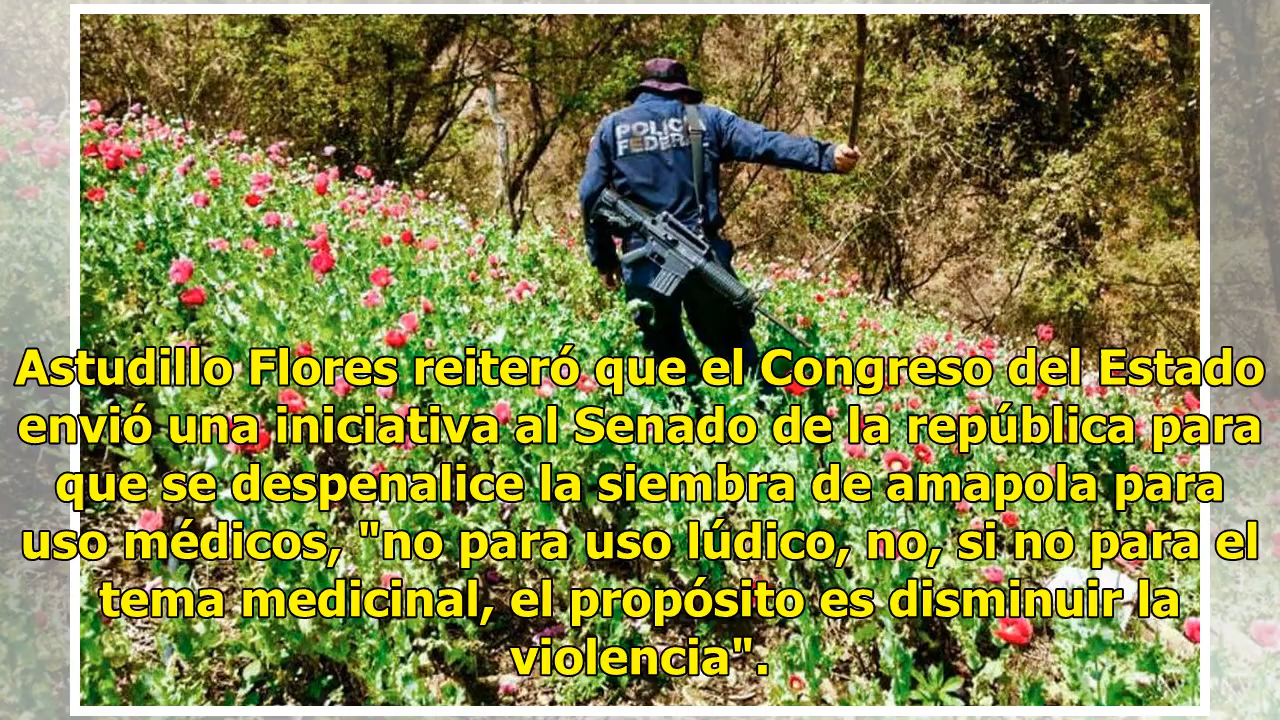 POLICIA
FEDERAL
Astudillo Flores reiteró que el Congreso del Estado
envió una iniciativa al Senado de la república para
que se despenalice la siembra de amapola para
uso médicos, "no para uso lúdico, no, si no para el
tema medicinal, el propósito es disminuir la
violencia".